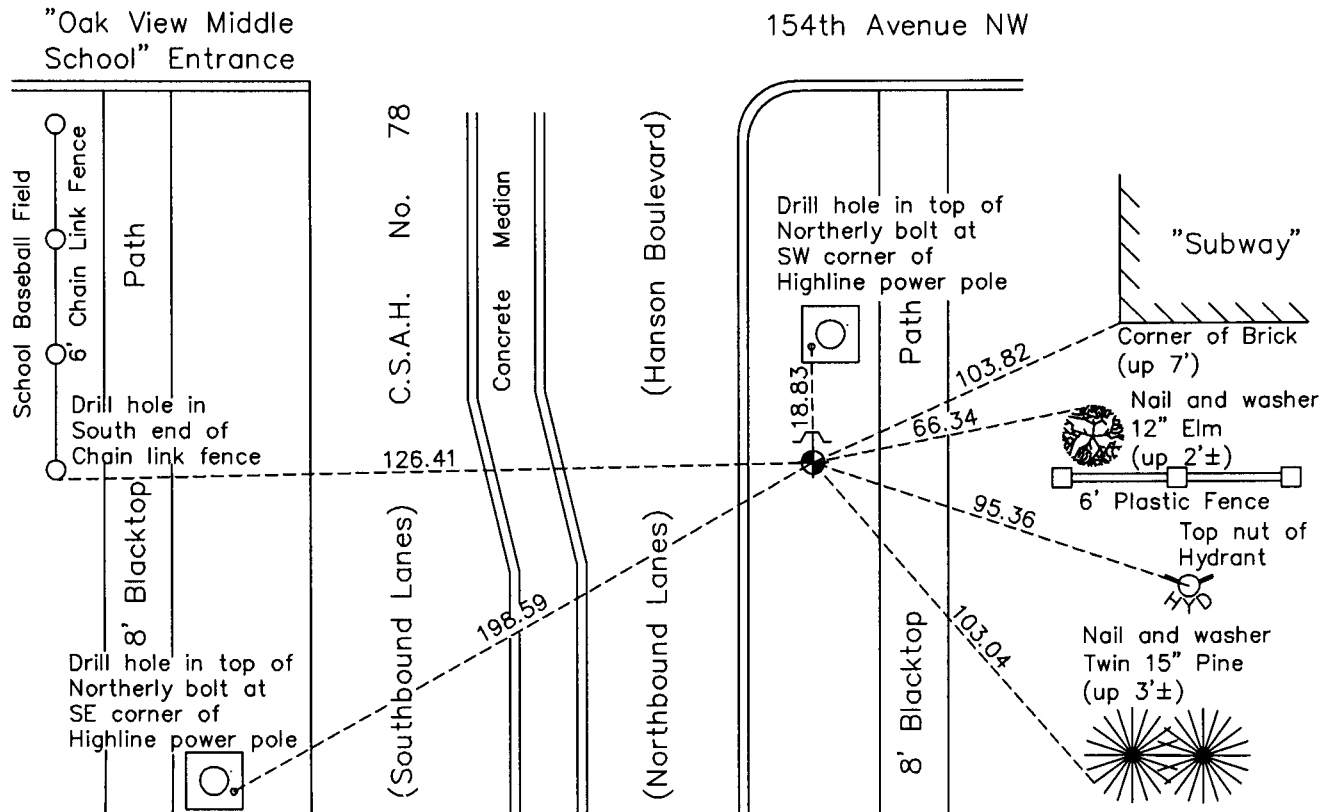 "Oak View Middle
School" Entrance
154th Avenue NW
School Baseball Field
6' Chain Link Fence
Path
8' Blacktop
C.S.A.H. No. 78
Concrete Median
(Hanson Boulevard)
(Southbound Lanes)
(Northbound Lanes)
Drill hole in top of
Northerly bolt at
SW corner of
Highline power pole
Path
8' Blacktop
"Subway"
Corner of Brick
(up 7')
Nail and washer
12" Elm
(up 2'±)
6' Plastic Fence
Top nut of
Hydrant
HYD
Nail and washer
Twin 15" Pine
(up 3'±)
Drill hole in
South end of
Chain link fence
Drill hole in top of
Northerly bolt at
SE corner of
Highline power pole
18.83
103.82
66.34
126.41
95.36
198.59
103.04